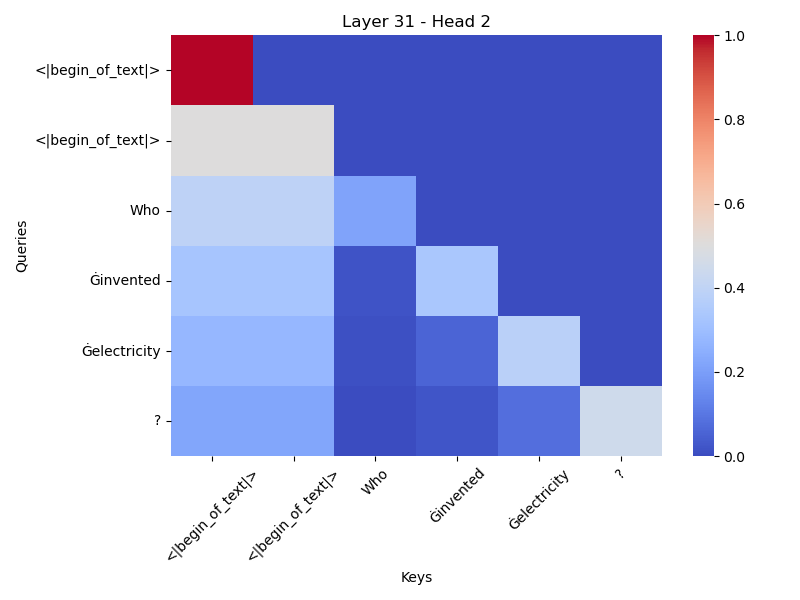 Layer 31 - Head 2
Queries
<|begin_of_text|>
<|begin_of_text|>
Who
Ġinvented
Ġelectricity
?
<|begin_of_text|>
<|begin_of_text|>
Who
Ġinvented
Ġelectricity
?
Keys
1.0
0.8
0.6
0.4
0.2
0.0